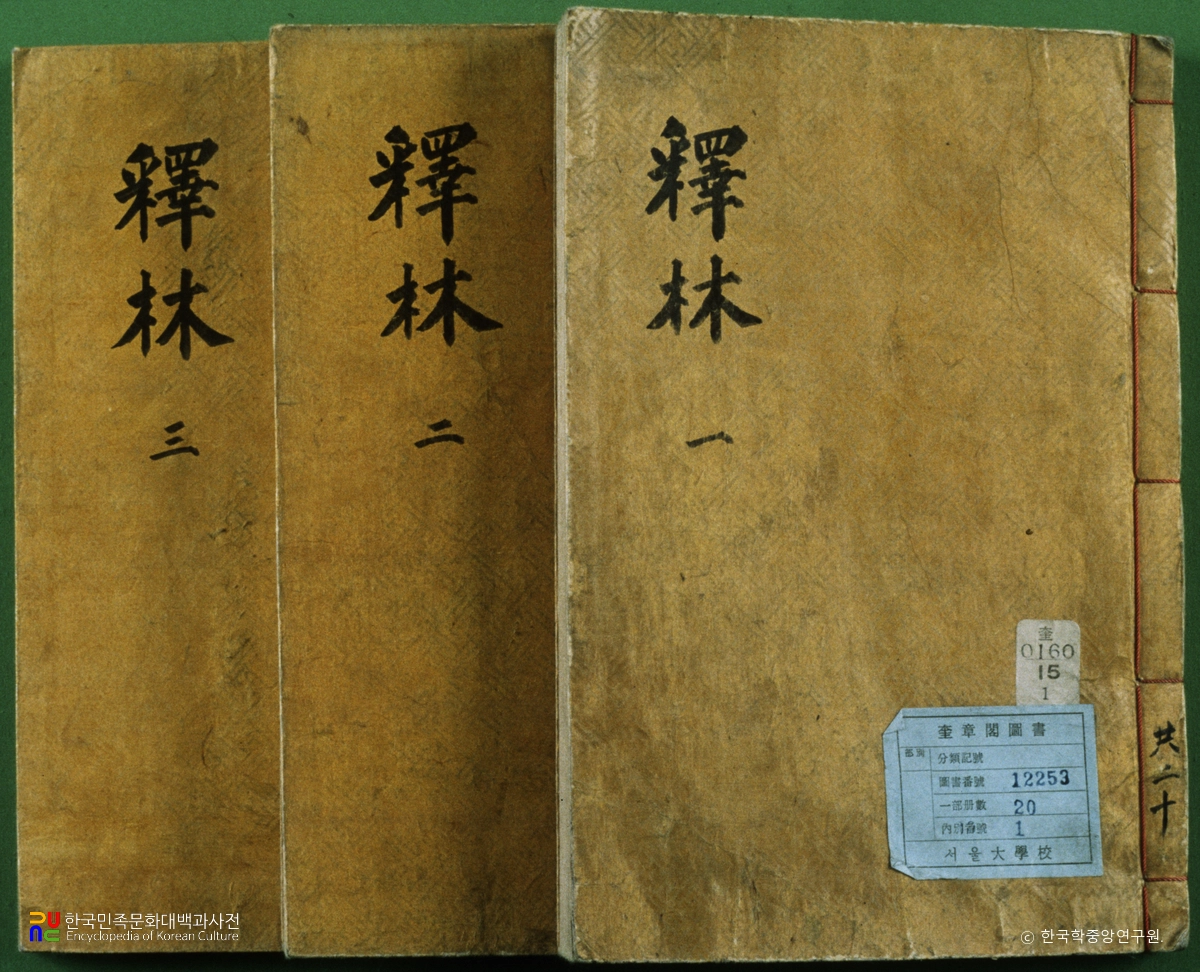 釋林
一
釋林
二
釋林
三
共二十
奎
0160
15
1
奎章閣圖書
分類記號
圖書番號 12253
一部册數 20
內別番號 1
서울大學校
한국민족문화대백과사전
Encyclopedia of Korean Culture
© 한국학중앙연구원.